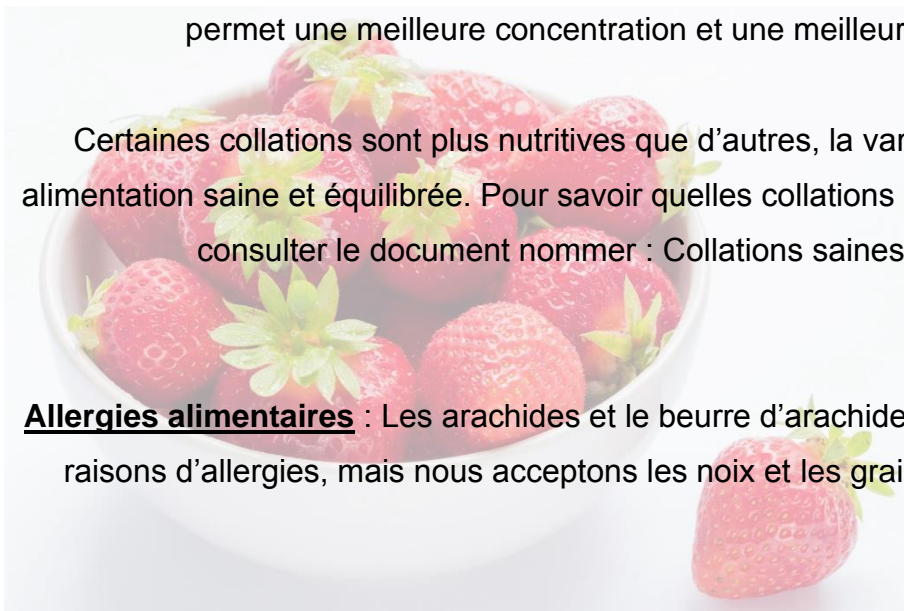 permet une meilleure concentration et une meilleur
Certaines collations sont plus nutritives que d’autres, la var
alimentation saine et équilibrée. Pour savoir quelles collations
consulter le document nommer : Collations saines
Allergies alimentaires : Les arachides et le beurre d’arachide
raisons d’allergies, mais nous acceptons les noix et les grai